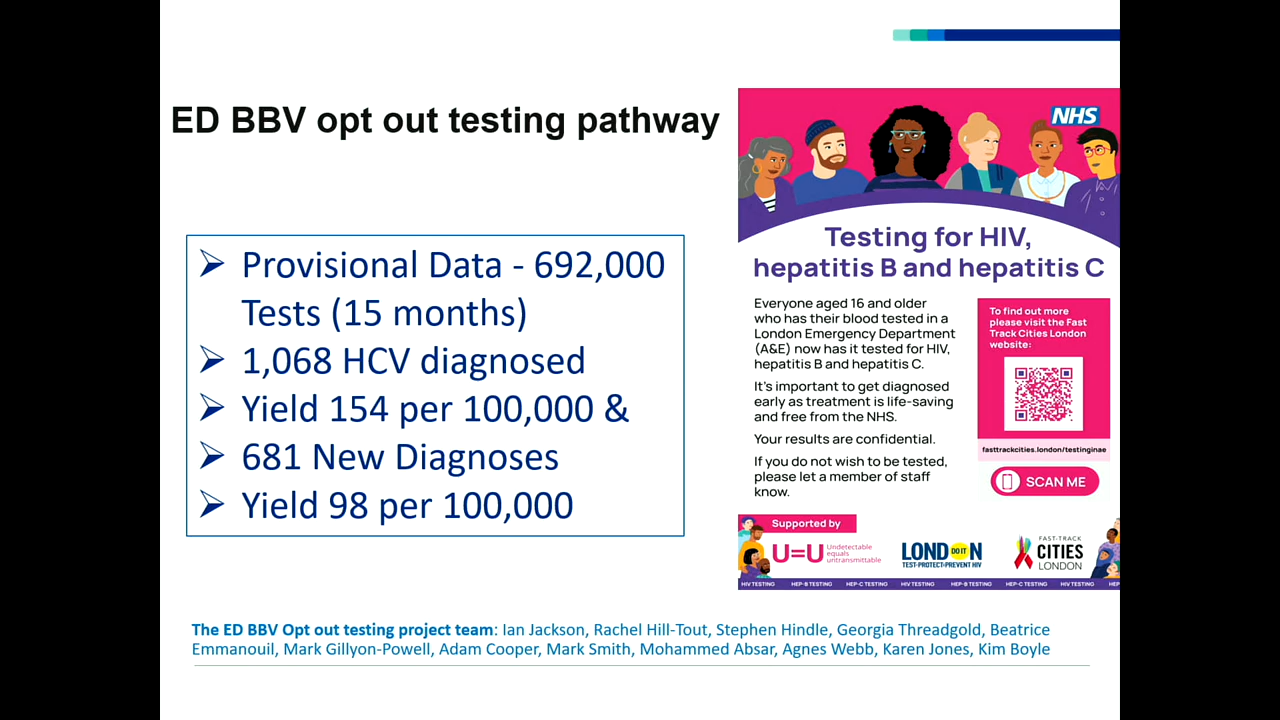 ED BBV opt out testing pathway
➢ Provisional Data - 692,000
Tests (15 months)
➢ 1,068 HCV diagnosed
➢ Yield 154 per 100,000 &
➢ 681 New Diagnoses
➢ Yield 98 per 100,000
NHS
Testing for HIV,
hepatitis B and hepatitis C
Everyone aged 16 and older
who has their blood tested in a
London Emergency Department
(A&E) now has it tested for HIV,
hepatitis B and hepatitis C.
It's important to get diagnosed
early as treatment is life-saving
and free from the NHS.
Your results are confidential.
If you do not wish to be tested,
please let a member of staff
know.
To find out more
please visit the Fast
Track Cities London
website:
fasttrackcities.london/testinginae
SCAN ME
Supported by
U=U
Undetectable
equals
untransmittable
LONDON
DO IT
TEST·PROTECT·PREVENT HIV
FAST-TRACK
CITIES
LONDON
HIV TESTING HEP-B TESTING HEP-C TESTING HIV TESTING HEP-B TESTING HEP-C TESTING HIV TESTING HEP
The ED BBV Opt out testing project team: Ian Jackson, Rachel Hill-Tout, Stephen Hindle, Georgia Threadgold, Beatrice
Emmanouil, Mark Gillyon-Powell, Adam Cooper, Mark Smith, Mohammed Absar, Agnes Webb, Karen Jones, Kim Boyle